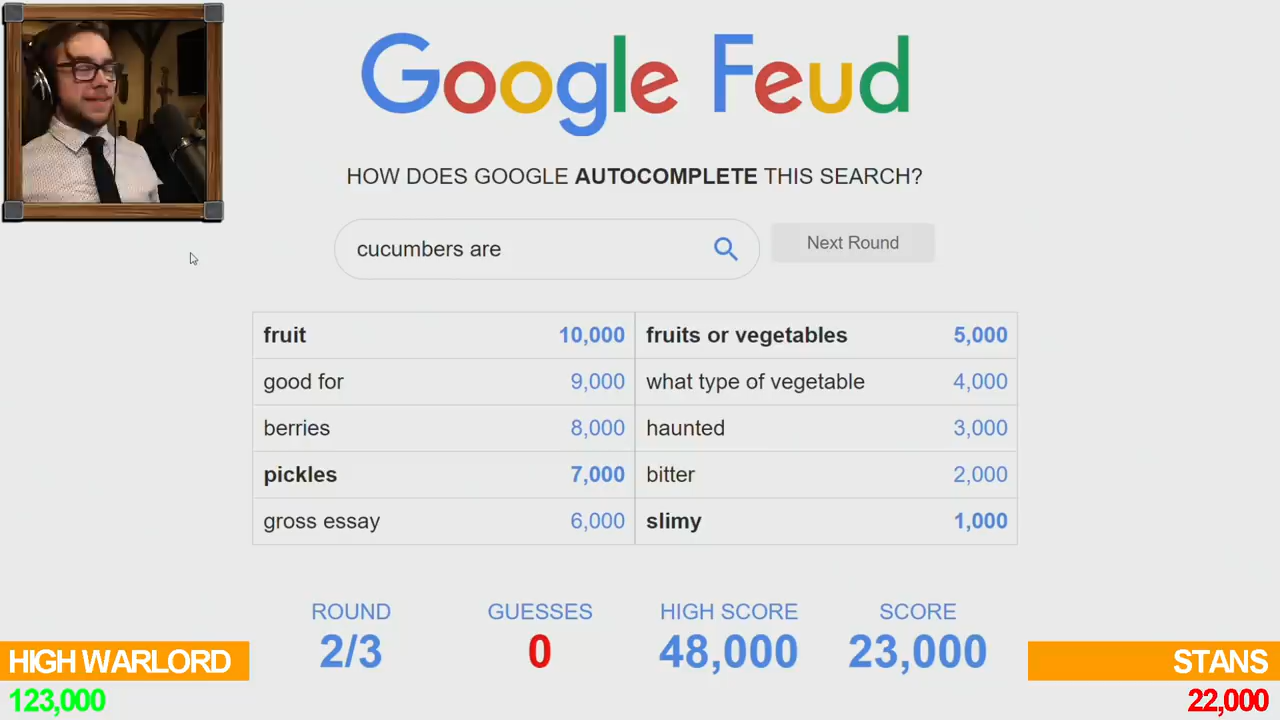 Google Feud
HOW DOES GOOGLE AUTOCOMPLETE THIS SEARCH?
cucumbers are
Next Round
fruit 10,000 fruits or vegetables 5,000
good for 9,000 what type of vegetable 4,000
berries 8,000 haunted 3,000
pickles 7,000 bitter 2,000
gross essay 6,000 slimy 1,000
ROUND GUESSES HIGH SCORE SCORE
2/3 0 48,000 23,000
HIGH WARLORD STANS
123,000 22,000